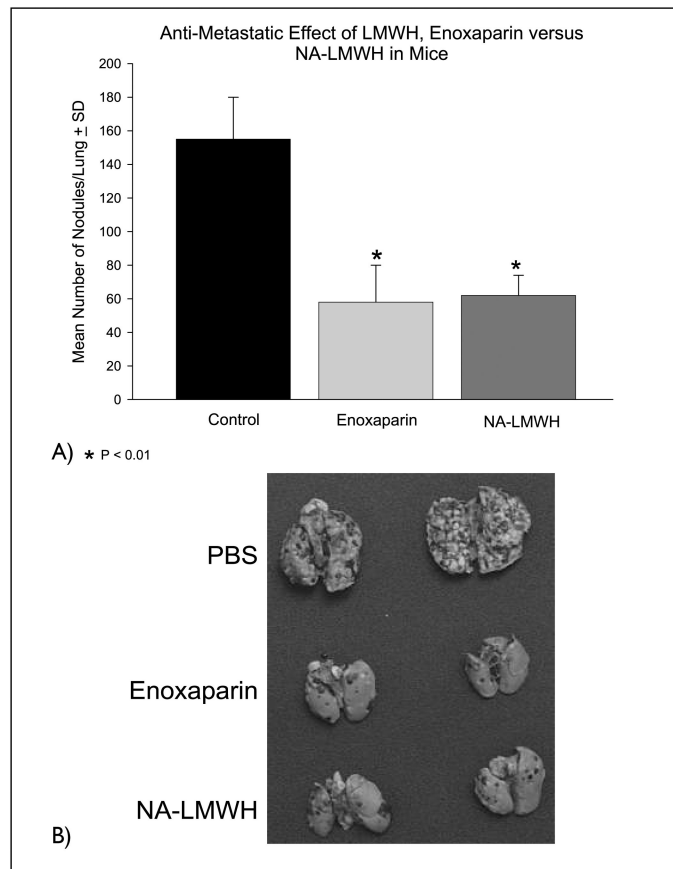 Anti-Metastatic Effect of LMWH, Enoxaparin versus
NA-LMWH in Mice
Mean Number of Nodules/Lung ± SD
200
180
160
140
120
100
80
60
40
20
0
*
*
Control
Enoxaparin
NA-LMWH
A) * P < 0.01
PBS
Enoxaparin
NA-LMWH
B)